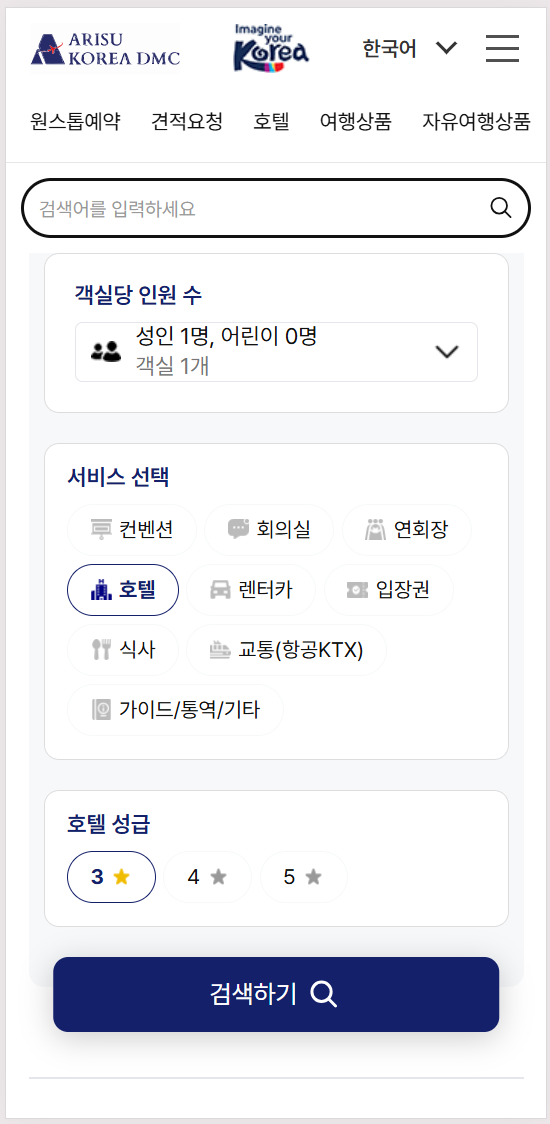 ARISU
KOREA DMC
Imagine
your
Korea
한국어
원스톱예약 견적요청 호텔 여행상품 자유여행상품
검색어를 입력하세요
객실당 인원 수
성인 1명, 어린이 0명
객실 1개
서비스 선택
컨벤션 회의실 연회장
호텔 렌터카 입장권
식사 교통(항공KTX)
가이드/통역/기타
호텔 성급
3 4 5
검색하기